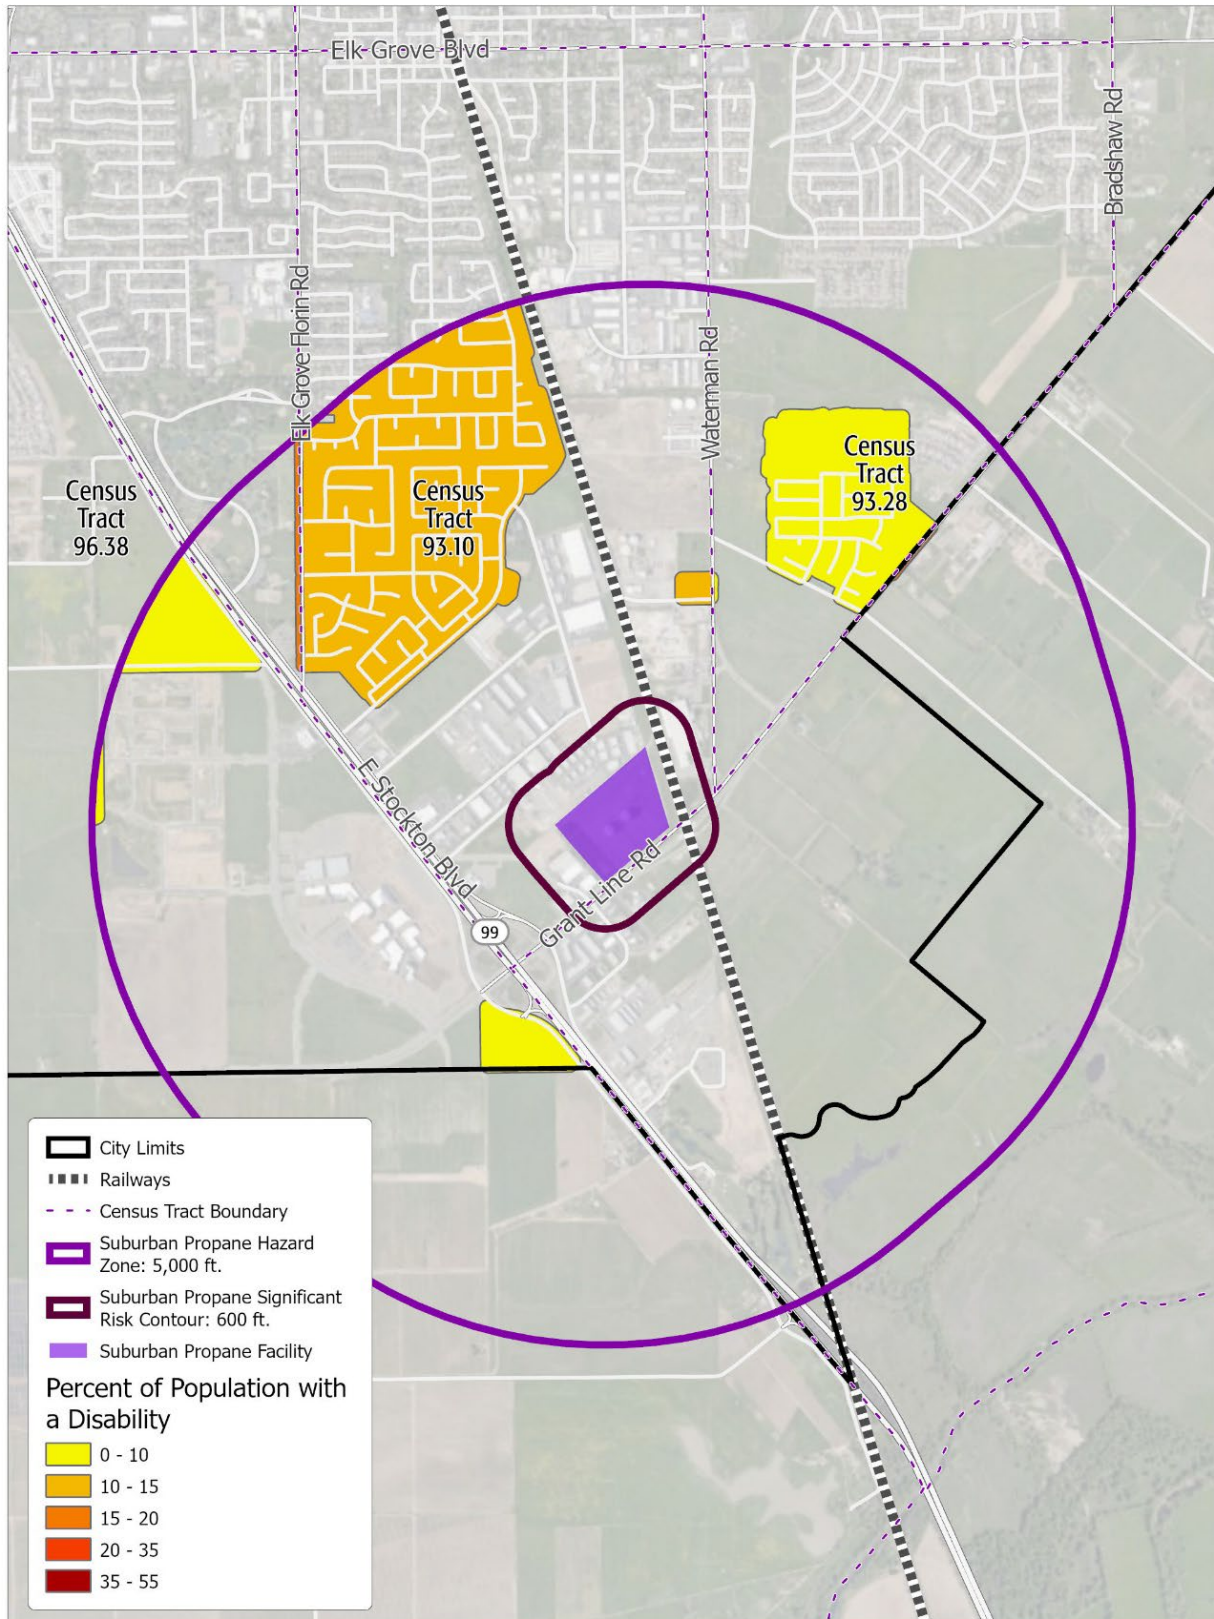 Elk Grove Blvd
Bradshaw Rd
Elk Grove Florin Rd
Waterman Rd
Census
Tract
93.28
Census
Tract
96.38
Census
Tract
93.10
E Stockton Blvd
Grant Line Rd
99
City Limits
Railways
Census Tract Boundary
Suburban Propane Hazard
Zone: 5,000 ft.
Suburban Propane Significant
Risk Contour: 600 ft.
Suburban Propane Facility
Percent of Population with
a Disability
0 - 10
10 - 15
15 - 20
20 - 35
35 - 55